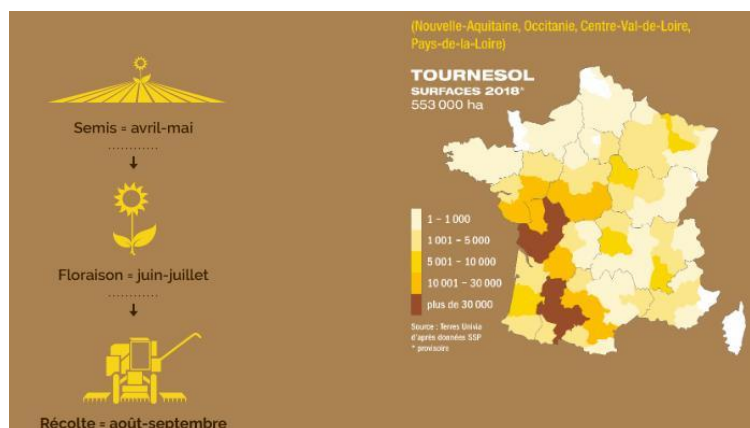 Semis = avril-mai
Floraison = juin-juillet
Récolte = août-septembre
(Nouvelle-Aquitaine, Occitanie, Centre-Val-de-Loire,
Pays-de-la-Loire)
TOURNESOL
SURFACES 2018*
553 000 ha
1 – 1 000
1 001 – 5 000
5 001 – 10 000
10 001 – 30 000
plus de 30 000
Source : Terres Univia
d'après données SSP
* provisoire